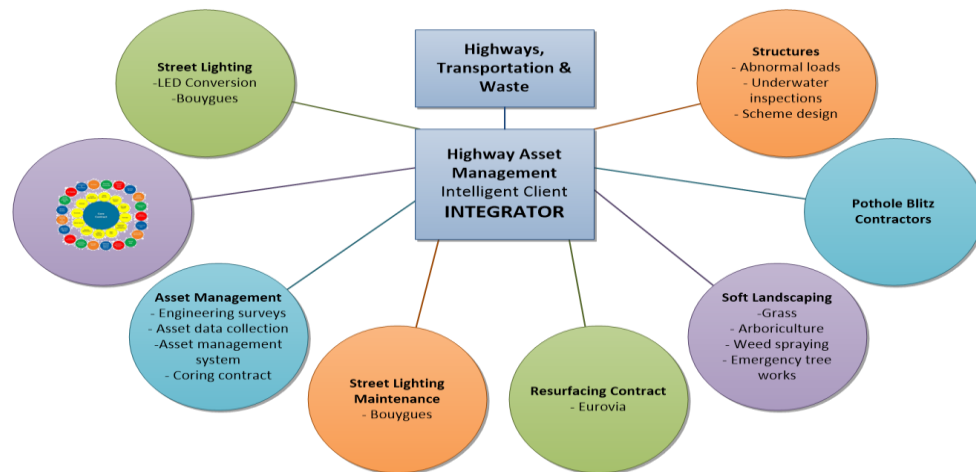 Highways,
Transportation &
Waste
Highway Asset
Management
Intelligent Client
INTEGRATOR
Street Lighting
-LED Conversion
-Bouygues
Structures
- Abnormal loads
- Underwater
inspections
- Scheme design
Pothole Blitz
Contractors
Asset Management
- Engineering surveys
- Asset data collection
-Asset management
system
- Coring contract
Street Lighting
Maintenance
- Bouygues
Resurfacing Contract
- Eurovia
Soft Landscaping
-Grass
- Arboriculture
- Weed spraying
- Emergency tree
works